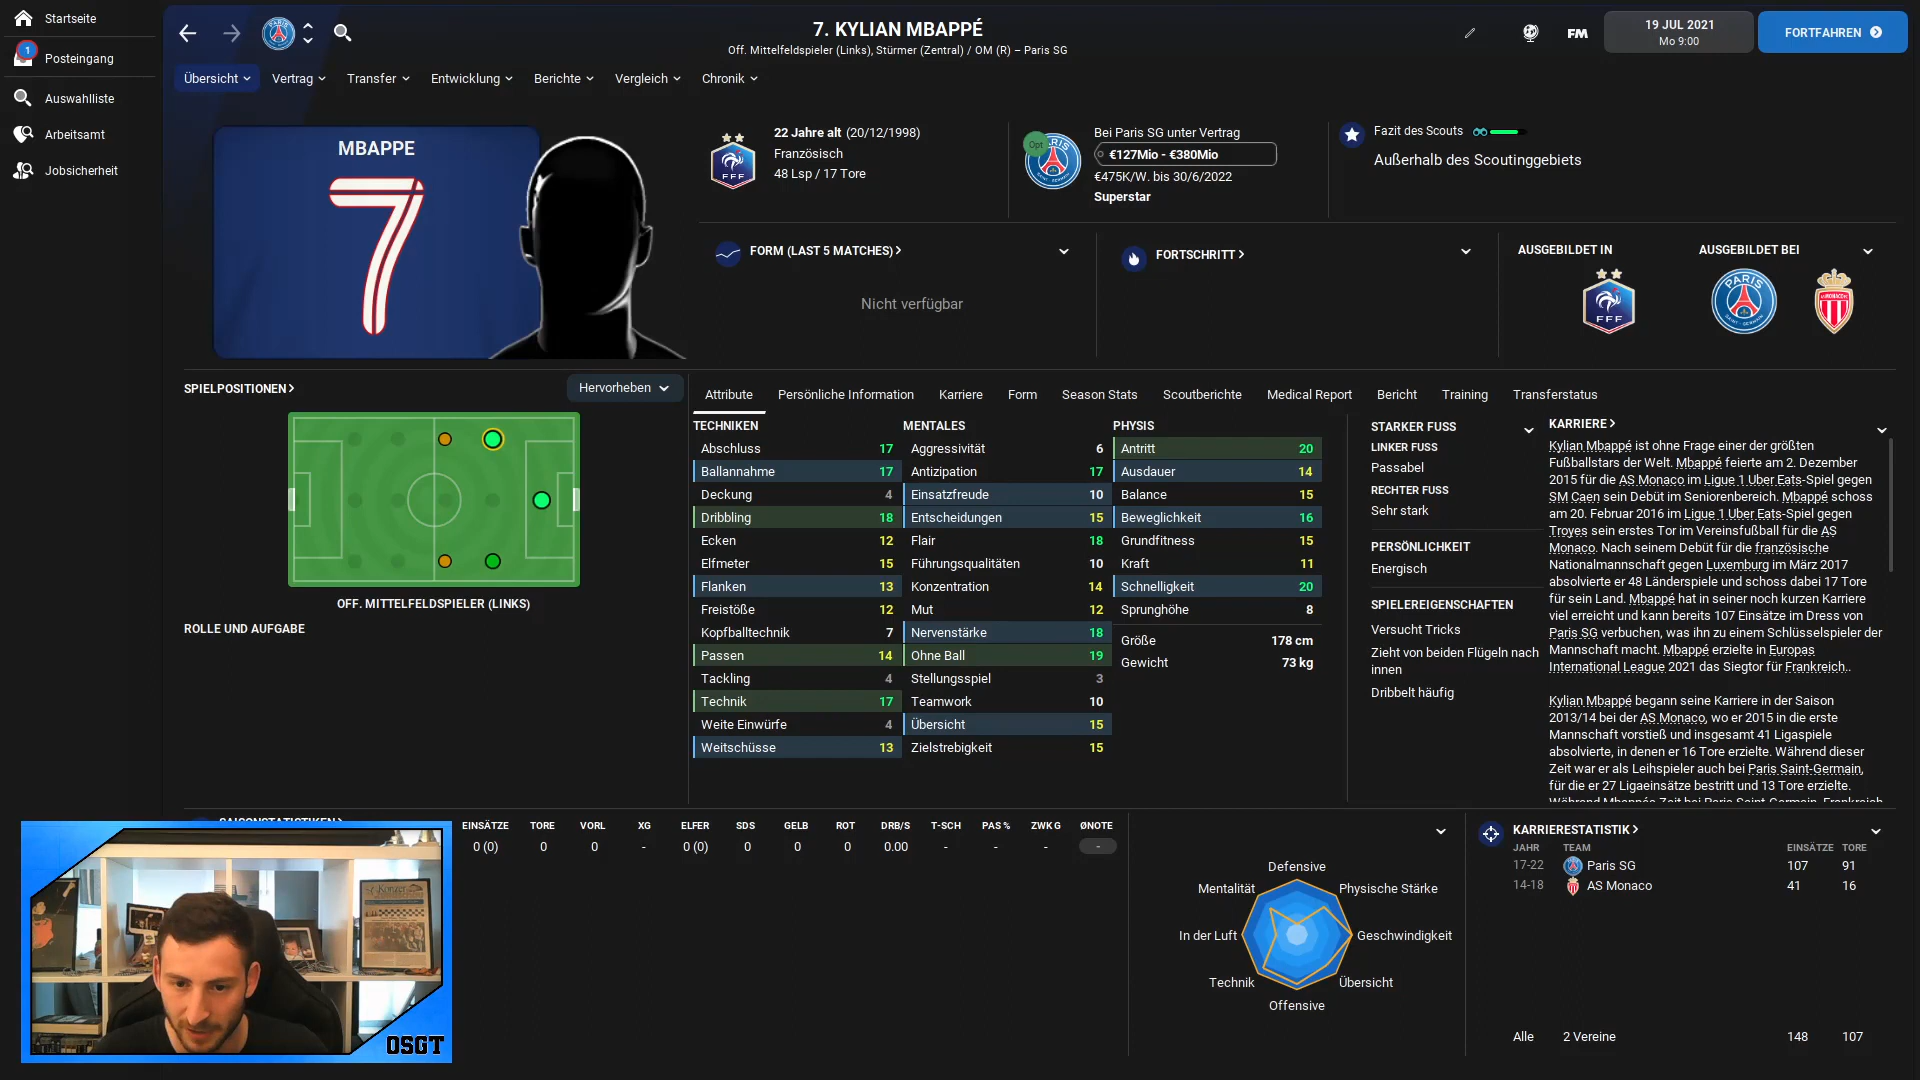 Startseite
1
Posteingang
Auswahlliste
Arbeitsamt
Jobsicherheit
7. KYLIAN MBAPPÉ
Off. Mittelfeldspieler (Links), Stürmer (Zentral) / OM (R) – Paris SG
FM
19 JUL 2021
Mo 9:00
FORTFAHREN
Übersicht
Vertrag
Transfer
Entwicklung
Berichte
Vergleich
Chronik
MBAPPE
7
FFF
22 Jahre alt (20/12/1998)
Französisch
48 Lsp / 17 Tore
Opt
Bei Paris SG unter Vertrag
€127Mio - €380Mio
€475K/W. bis 30/6/2022
Superstar
Fazit des Scouts
Außerhalb des Scoutinggebiets
FORM (LAST 5 MATCHES)
Nicht verfügbar
FORTSCHRITT
AUSGEBILDET IN
FFF
AUSGEBILDET BEI
PARIS
SAINT-GERMAIN
SPIELPOSITIONEN
Hervorheben
OFF. MITTELFELDSPIELER (LINKS)
ROLLE UND AUFGABE
Attribute
Persönliche Information
Karriere
Form
Season Stats
Scoutberichte
Medical Report
Bericht
Training
Transferstatus
TECHNIKEN
Abschluss 17
Ballannahme 17
Deckung 4
Dribbling 18
Ecken 12
Elfmeter 15
Flanken 13
Freistöße 12
Kopfballtechnik 7
Passen 14
Tackling 4
Technik 17
Weite Einwürfe 4
Weitschüsse 13
MENTALES
Aggressivität 6
Antizipation 17
Einsatzfreude 10
Entscheidungen 15
Flair 18
Führungsqualitäten 10
Konzentration 14
Mut 12
Nervenstärke 18
Ohne Ball 19
Stellungsspiel 3
Teamwork 10
Übersicht 15
Zielstrebigkeit 15
PHYSIS
Antritt 20
Ausdauer 14
Balance 15
Beweglichkeit 16
Grundfitness 15
Kraft 11
Schnelligkeit 20
Sprunghöhe 8
Größe 178 cm
Gewicht 73 kg
STARKER FUSS
LINKER FUSS
Passabel
RECHTER FUSS
Sehr stark
PERSÖNLICHKEIT
Energisch
SPIELEREIGENSCHAFTEN
Versucht Tricks
Zieht von beiden Flügeln nach
innen
Dribbelt häufig
KARRIERE
Kylian Mbappé ist ohne Frage einer der größten
Fußballstars der Welt. Mbappé feierte am 2. Dezember
2015 für die AS Monaco im Ligue 1 Uber Eats-Spiel gegen
SM Caen sein Debüt im Seniorenbereich. Mbappé schoss
am 20. Februar 2016 im Ligue 1 Uber Eats-Spiel gegen
Troyes sein erstes Tor im Vereinsfußball für die AS
Monaco. Nach seinem Debüt für die französische
Nationalmannschaft gegen Luxemburg im März 2017
absolvierte er 48 Länderspiele und schoss dabei 17 Tore
für sein Land. Mbappé hat in seiner noch kurzen Karriere
viel erreicht und kann bereits 107 Einsätze im Dress von
Paris SG verbuchen, was ihn zu einem Schlüsselspieler der
Mannschaft macht. Mbappé erzielte in Europas
International League 2021 das Siegtor für Frankreich..
Kylian Mbappé begann seine Karriere in der Saison
2013/14 bei der AS Monaco, wo er 2015 in die erste
Mannschaft vorstieß und insgesamt 41 Ligaspiele
absolvierte, in denen er 16 Tore erzielte. Während dieser
Zeit war er als Leihspieler auch bei Paris Saint-Germain,
für die er 27 Ligaeinsätze bestritt und 13 Tore erzielte.
Während Mbappés Zeit bei Paris Saint-Germain, Frankreich
SAISONSTATISTIKEN
EINSÄTZE TORE VORL XG ELFER SDS GELB ROT DRB/S T-SCH PAS % ZWK G ØNOTE
0 (0) 0 0 - 0 (0) 0 0 0 0.00 - - - -
OSGT
Defensive
Mentalität
Physische Stärke
In der Luft
Geschwindigkeit
Technik
Übersicht
Offensive
KARRIERESTATISTIK
JAHR TEAM EINSÄTZE TORE
17-22 Paris SG 107 91
14-18 AS Monaco 41 16
Alle 2 Vereine 148 107